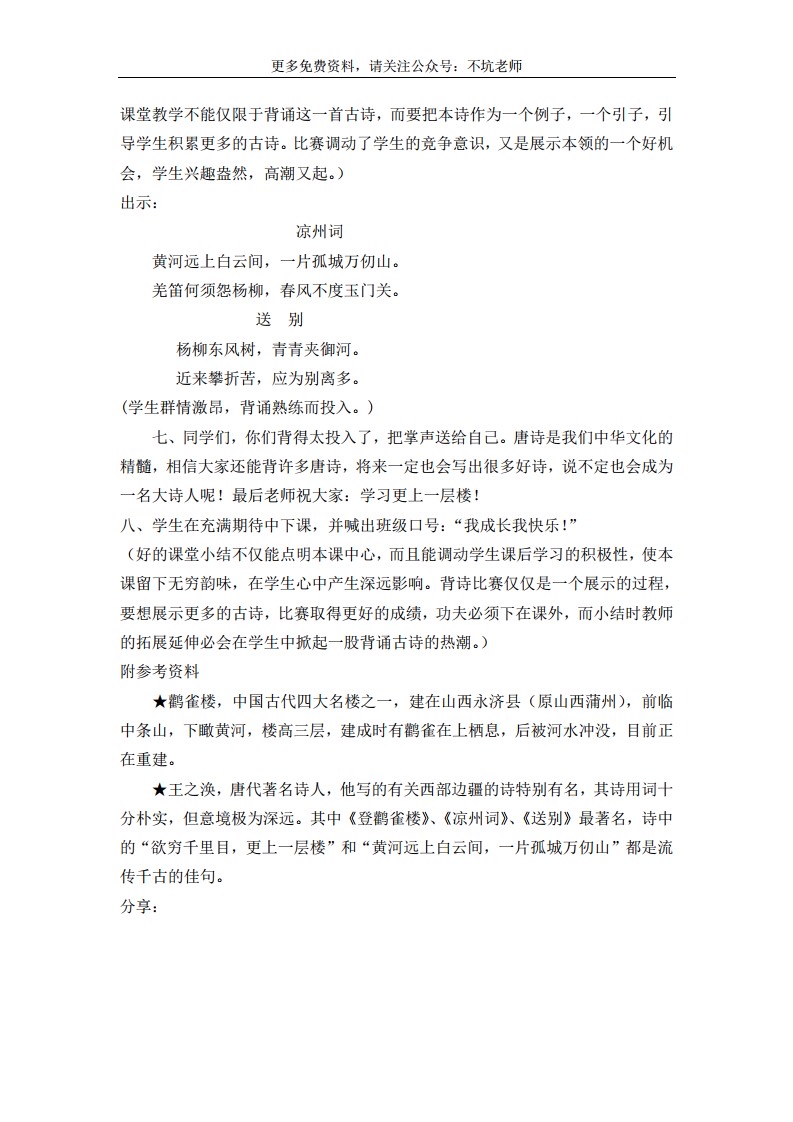 更多免费资料，请关注公众号：不坑老师
课堂教学不能仅限于背诵这一首古诗，而要把本诗作为一个例子，一个引子，引
导学生积累更多的古诗。比赛调动了学生的竞争意识，又是展示本领的一个好机
会，学生兴趣盎然，高潮又起。）
出示：
凉州词
黄河远上白云间，一片孤城万仞山。
羌笛何须怨杨柳，春风不度玉门关。
送　别
杨柳东风树，青青夹御河。
近来攀折苦，应为别离多。
(学生群情激昂，背诵熟练而投入。)
七、同学们，你们背得太投入了，把掌声送给自己。唐诗是我们中华文化的
精髓，相信大家还能背许多唐诗，将来一定也会写出很多好诗，说不定也会成为
一名大诗人呢！最后老师祝大家：学习更上一层楼！
八、学生在充满期待中下课，并喊出班级口号：“我成长我快乐！”
（好的课堂小结不仅能点明本课中心，而且能调动学生课后学习的积极性，使本
课留下无穷韵味，在学生心中产生深远影响。背诗比赛仅仅是一个展示的过程，
要想展示更多的古诗，比赛取得更好的成绩，功夫必须下在课外，而小结时教师
的拓展延伸必会在学生中掀起一股背诵古诗的热潮。）
附参考资料
★鹳雀楼，中国古代四大名楼之一，建在山西永济县（原山西蒲州），前临
中条山，下瞰黄河，楼高三层，建成时有鹳雀在上栖息，后被河水冲没，目前正
在重建。
★王之涣，唐代著名诗人，他写的有关西部边疆的诗特别有名，其诗用词十
分朴实，但意境极为深远。其中《登鹳雀楼》、《凉州词》、《送别》最著名，诗中
的“欲穷千里目，更上一层楼”和“黄河远上白云间，一片孤城万仞山”都是流
传千古的佳句。
分享：